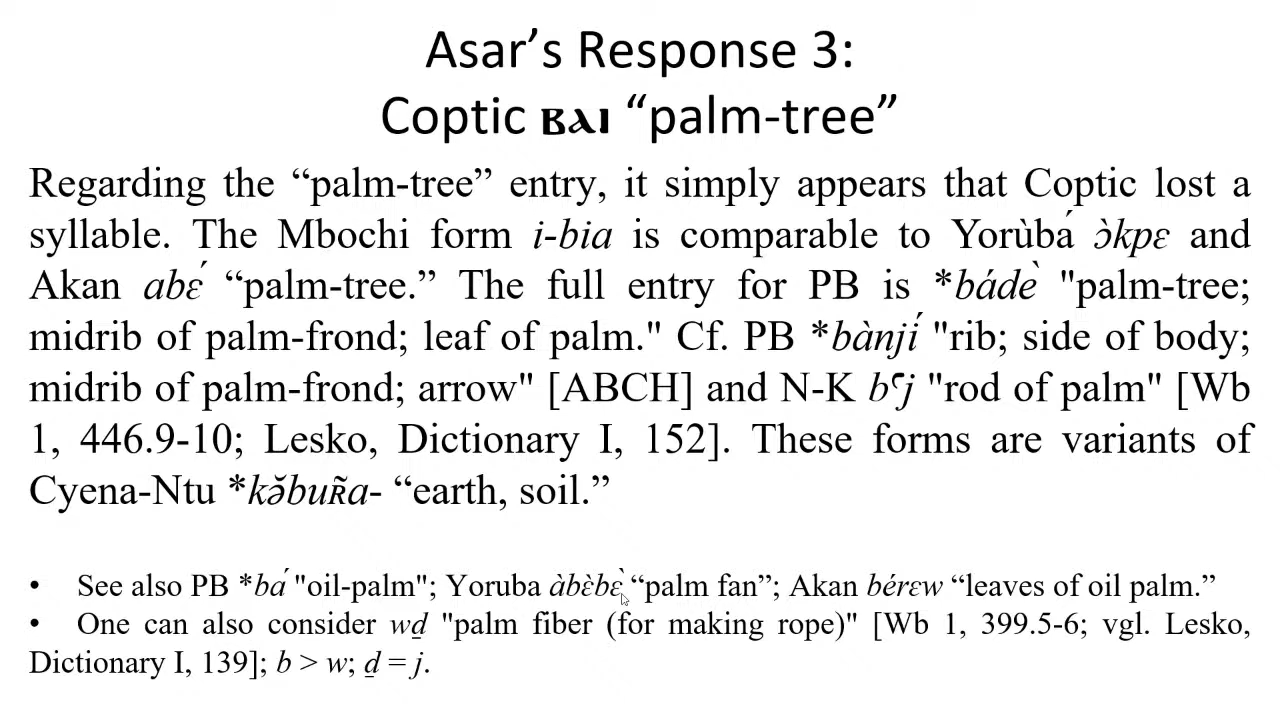 Asar’s Response 3:
Coptic ⲃⲁⲓ “palm-tree”
Regarding the “palm-tree” entry, it simply appears that Coptic lost a
syllable. The Mbochi form i-bia is comparable to Yorùbá ɔ̀kpɛ and
Akan abɛ́ “palm-tree.” The full entry for PB is *bádè "palm-tree;
midrib of palm-frond; leaf of palm." Cf. PB *bànjí "rib; side of body;
midrib of palm-frond; arrow" [ABCH] and N-K bꜥj "rod of palm" [Wb
1, 446.9-10; Lesko, Dictionary I, 152]. These forms are variants of
Cyena-Ntu *kə̆buʀ̃a- “earth, soil.”
• See also PB *bá "oil-palm"; Yoruba àbɛ̀bɛ̀ “palm fan”; Akan bérɛw “leaves of oil palm.”
• One can also consider wḏ "palm fiber (for making rope)" [Wb 1, 399.5-6; vgl. Lesko,
Dictionary I, 139]; b > w; ḏ = j.